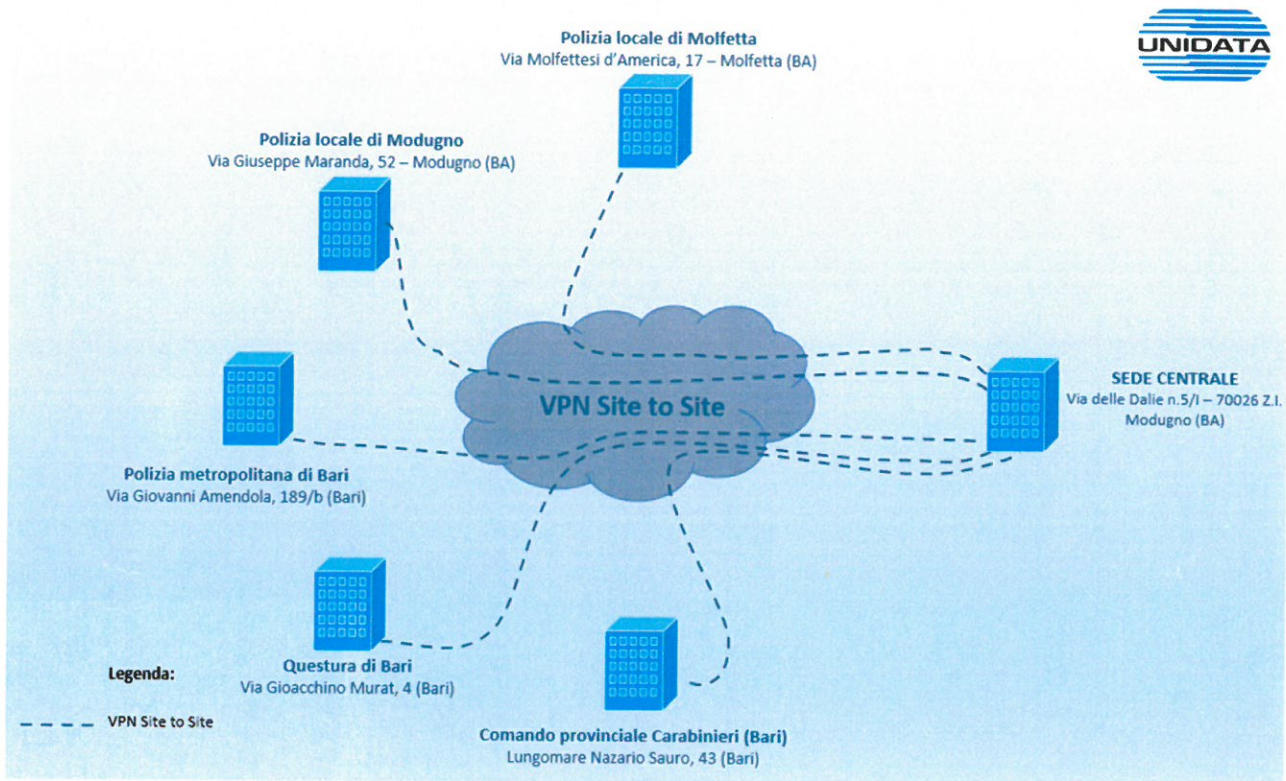 UNIDATA
Polizia locale di Molfetta
Via Molfettesi d'America, 17 – Molfetta (BA)
Polizia locale di Modugno
Via Giuseppe Maranda, 52 – Modugno (BA)
VPN Site to Site
SEDE CENTRALE
Via delle Dalie n.5/I – 70026 Z.I.
Modugno (BA)
Polizia metropolitana di Bari
Via Giovanni Amendola, 189/b (Bari)
Questura di Bari
Via Gioacchino Murat, 4 (Bari)
Comando provinciale Carabinieri (Bari)
Lungomare Nazario Sauro, 43 (Bari)
Legenda:
VPN Site to Site